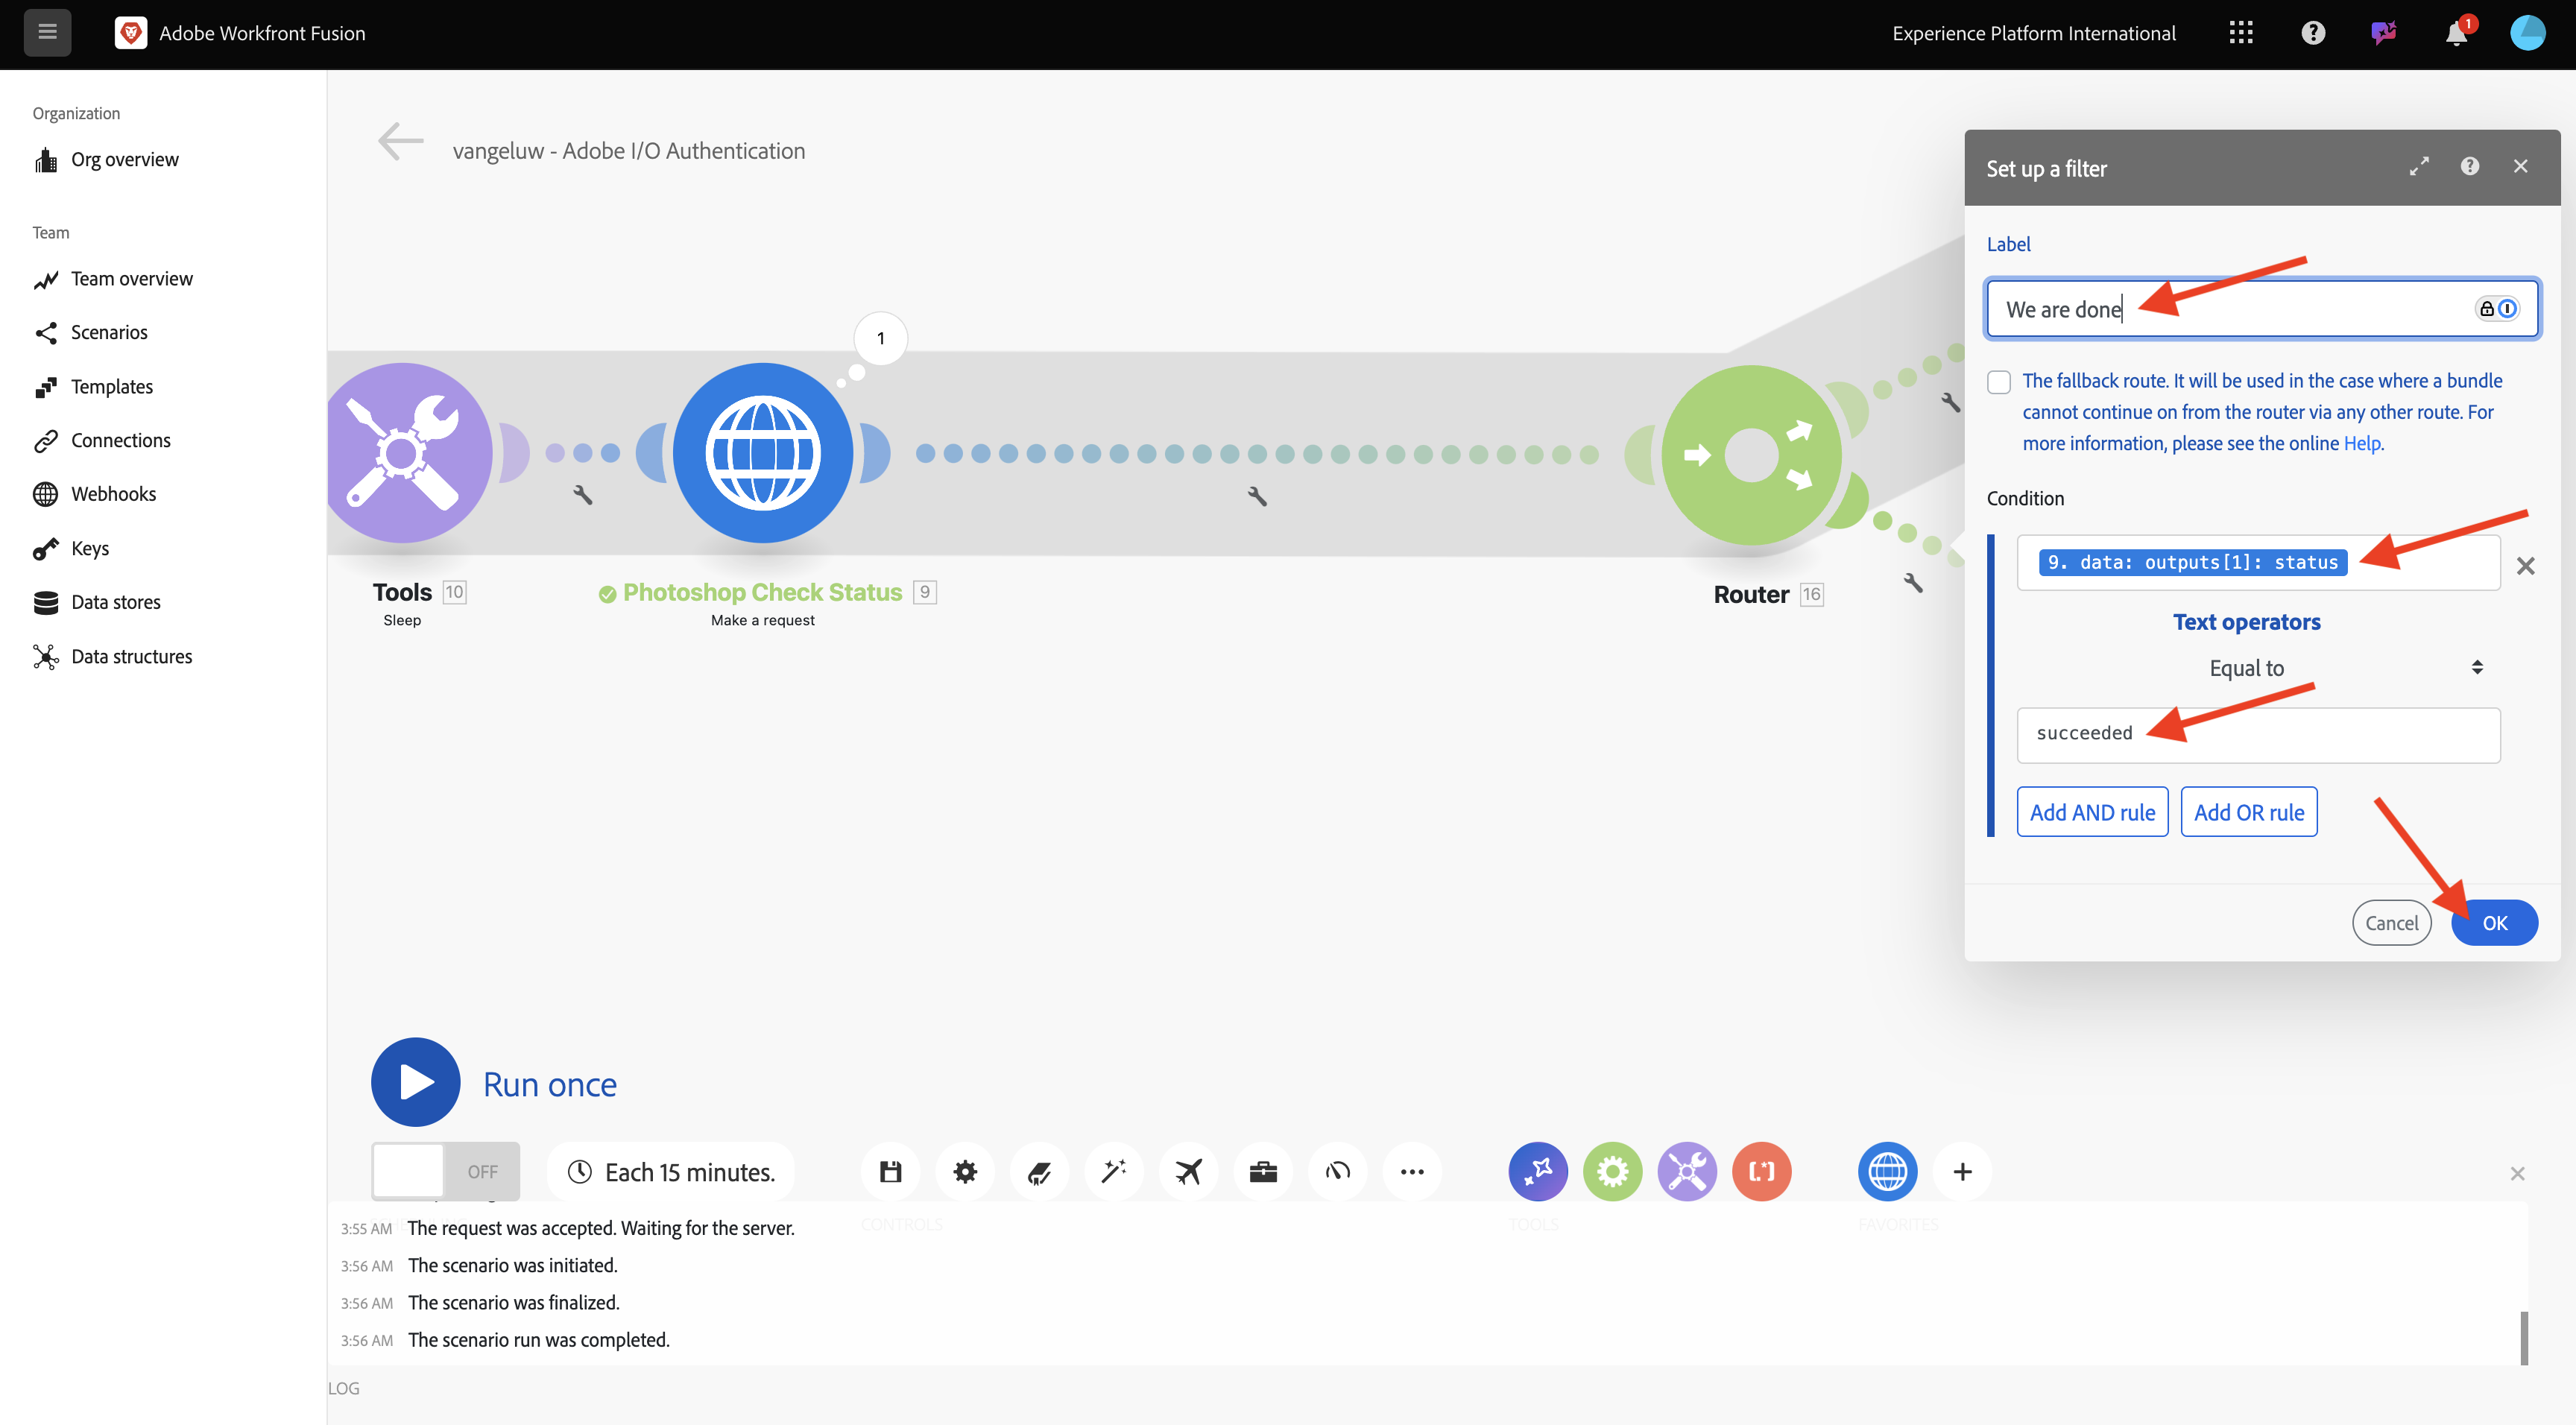 Adobe Workfront Fusion
Experience Platform International
1
Organization
Org overview
Team
Team overview
Scenarios
Templates
Connections
Webhooks
Keys
Data stores
Data structures
vangeluw - Adobe I/O Authentication
1
Tools 10
Sleep
Photoshop Check Status 9
Make a request
Router 16
Set up a filter
Label
We are done
The fallback route. It will be used in the case where a bundle
cannot continue on from the router via any other route. For
more information, please see the online Help.
Condition
9. data: outputs[1]: status
Text operators
Equal to
succeeded
Add AND rule
Add OR rule
Cancel
OK
Run once
OFF
Each 15 minutes.
CONTROLS
TOOLS
FAVORITES
3:55 AM The request was accepted. Waiting for the server.
3:56 AM The scenario was initiated.
3:56 AM The scenario was finalized.
3:56 AM The scenario run was completed.
LOG